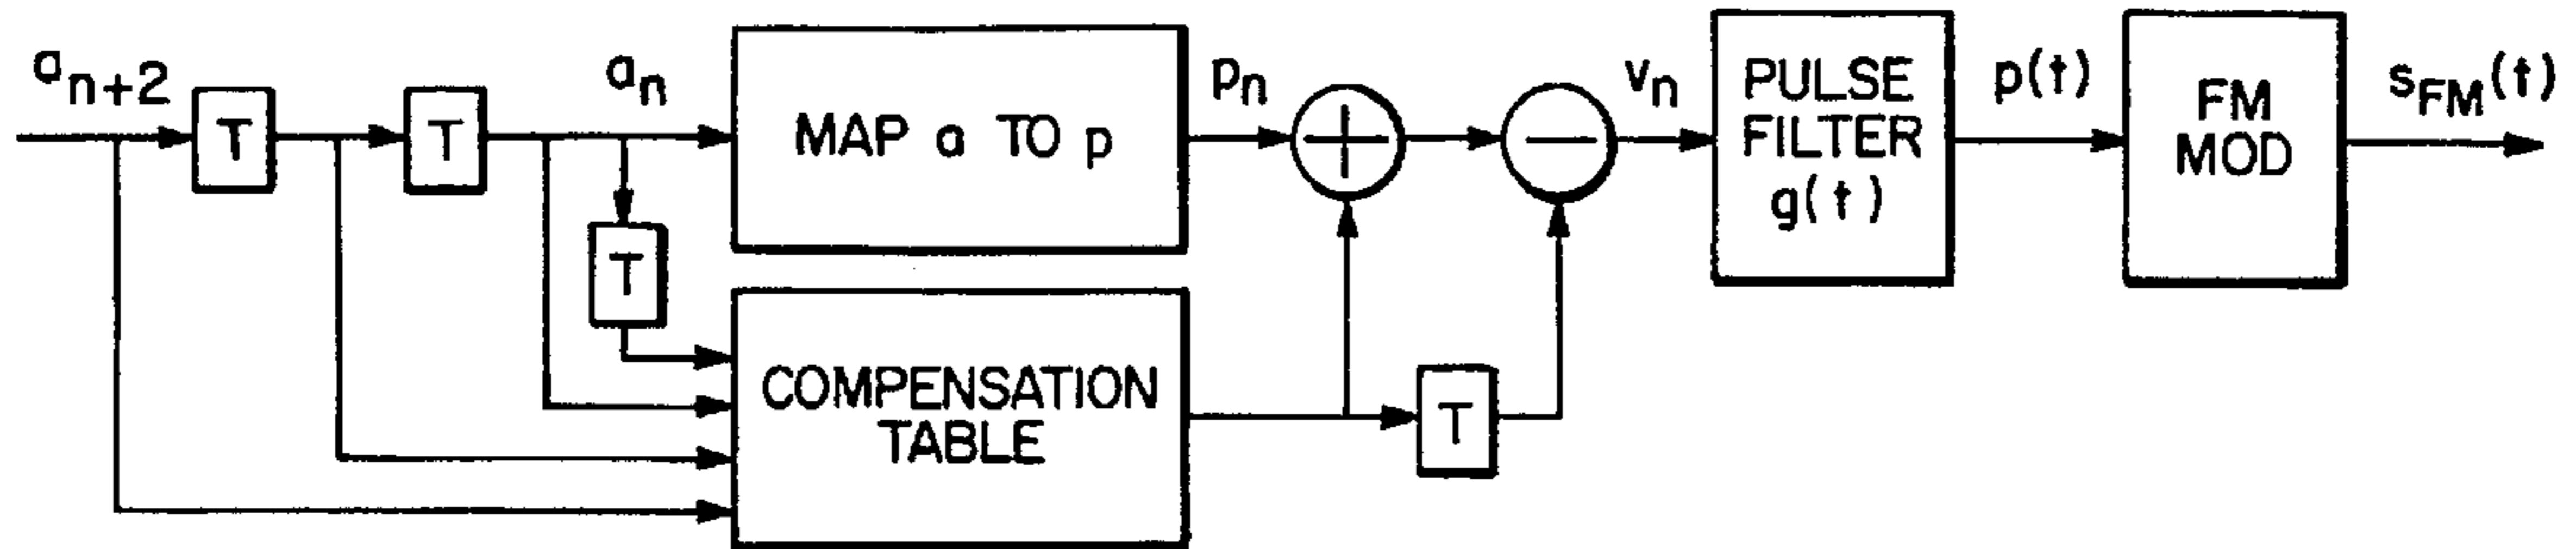 a_{n+2}
T
T
a_n
T
MAP a TO p
COMPENSATION
TABLE
p_n
+
T
−
v_n
PULSE
FILTER
g(t)
p(t)
FM
MOD
s_{FM}(t)